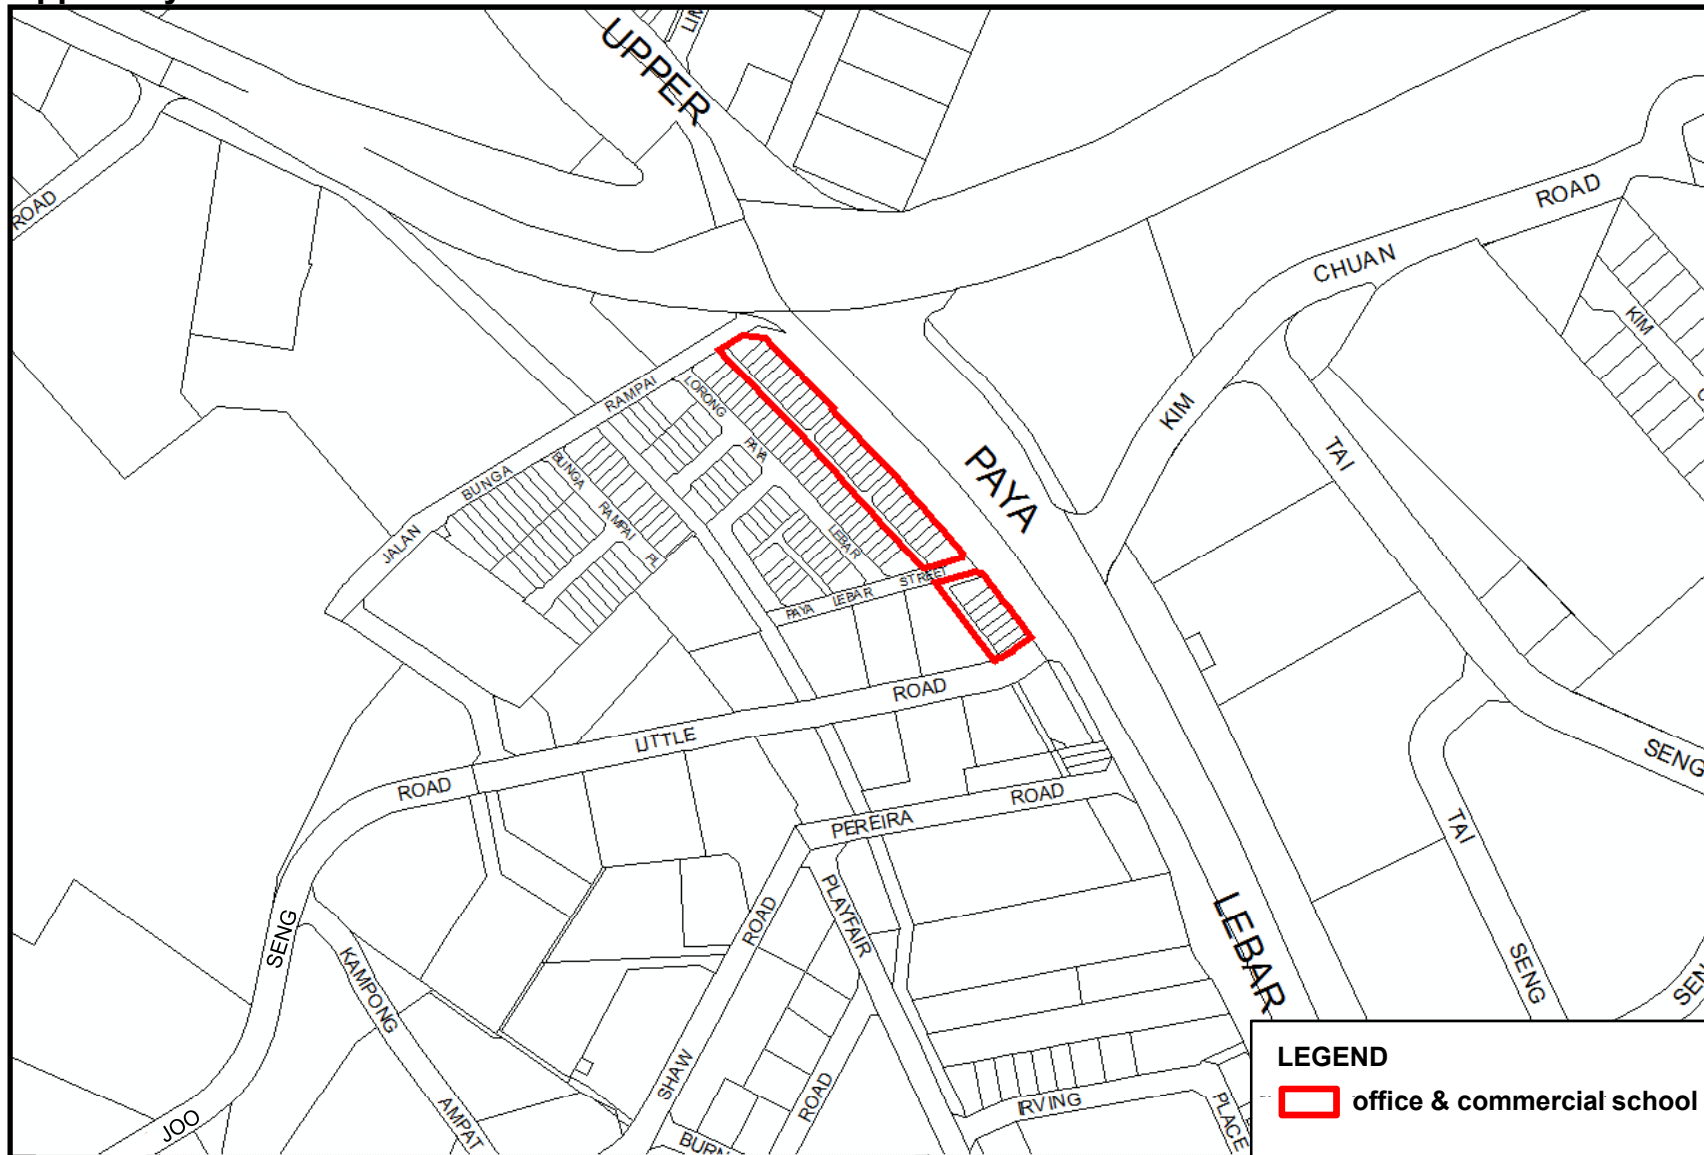 UPPER
ROAD
ROAD
CHUAN
KIM
KIM
TAI
PAYA
RAMPAI
LORONG
PAYA
LEBAR
BUNGA
JALAN
BUNGA
RAMPAI
PL
STREET
LEBAR
PAYA
ROAD
LITTLE
ROAD
SENG
JOO
SENG
TAI
SENG
ROAD
PEREIRA
PLAYFAIR
ROAD
SHAW
LEBAR
KAMPONG
AMPAT
ROAD
IRVING
PLACE
LEGEND
office & commercial school